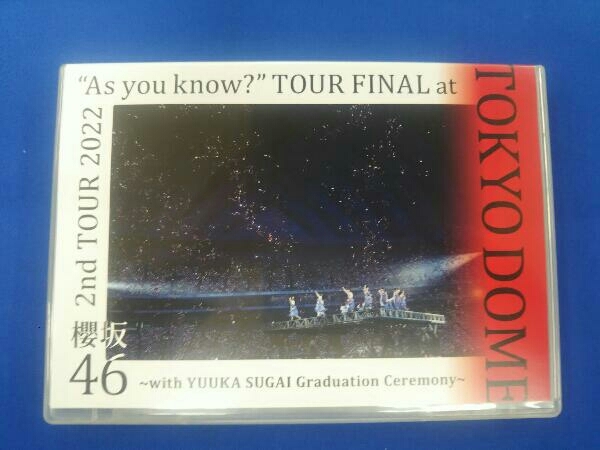 "As you know?" TOUR FINAL at
TOKYO DOME
2nd TOUR 2022
櫻坂
46
~with YUUKA SUGAI Graduation Ceremony~